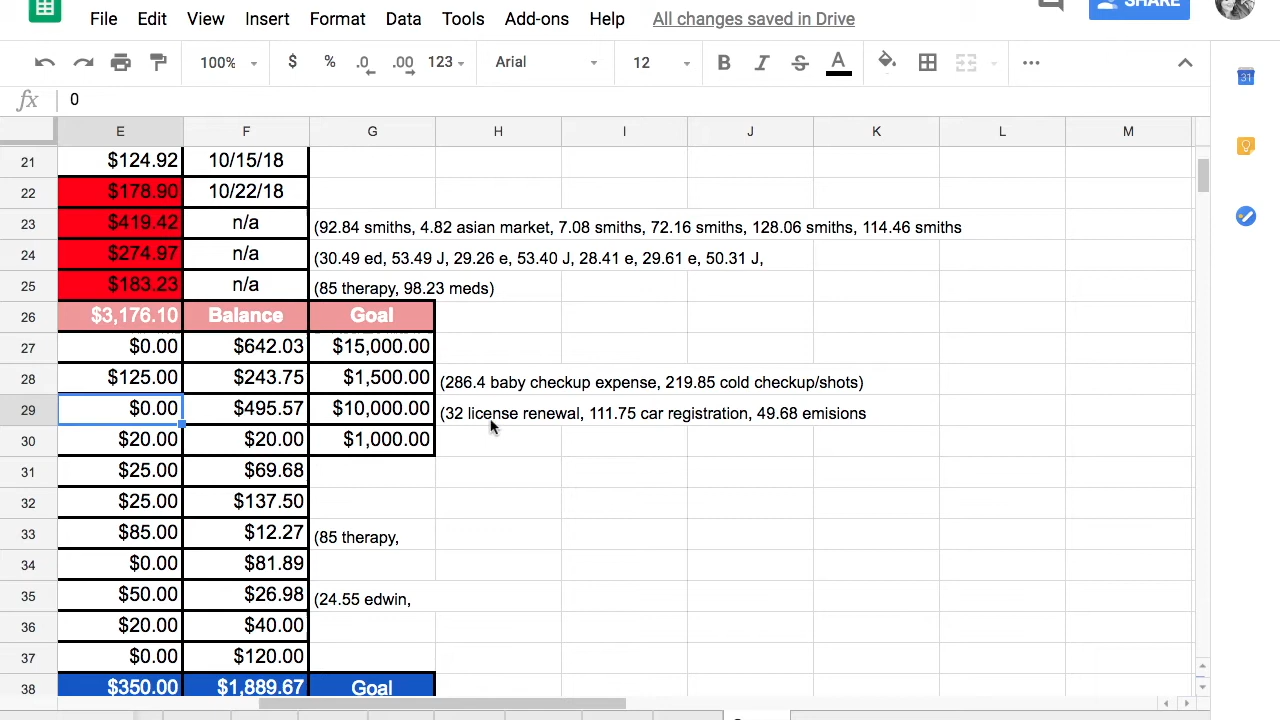 File Edit View Insert Format Data Tools Add-ons Help All changes saved in Drive SHARE
100% $ % .0 .00 123 Arial 12 B I S A 31
fx 0
E F G H I J K L M
21 $124.92 10/15/18
22 $178.90 10/22/18
23 $419.42 n/a (92.84 smiths, 4.82 asian market, 7.08 smiths, 72.16 smiths, 128.06 smiths, 114.46 smiths
24 $274.97 n/a (30.49 ed, 53.49 J, 29.26 e, 53.40 J, 28.41 e, 29.61 e, 50.31 J,
25 $183.23 n/a (85 therapy, 98.23 meds)
26 $3,176.10 Balance Goal
27 $0.00 $642.03 $15,000.00
28 $125.00 $243.75 $1,500.00 (286.4 baby checkup expense, 219.85 cold checkup/shots)
29 $0.00 $495.57 $10,000.00 (32 license renewal, 111.75 car registration, 49.68 emisions
30 $20.00 $20.00 $1,000.00
31 $25.00 $69.68
32 $25.00 $137.50
33 $85.00 $12.27 (85 therapy,
34 $0.00 $81.89
35 $50.00 $26.98 (24.55 edwin,
36 $20.00 $40.00
37 $0.00 $120.00
38 $350.00 $1,889.67 Goal